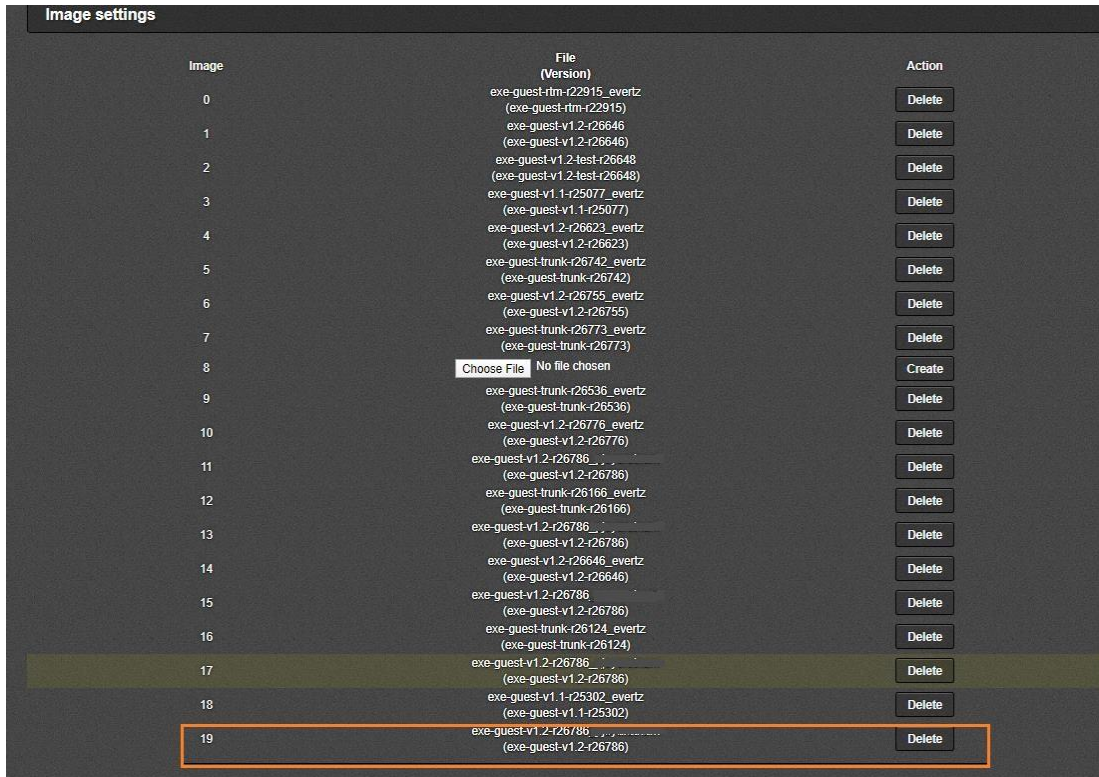 Image settings
Image File Action
(Version)
0 exe-guest-rtm-r22915_evertz Delete
(exe-guest-rtm-r22915)
1 exe-guest-v1.2-r26646 Delete
(exe-guest-v1.2-r26646)
2 exe-guest-v1.2-test-r26648 Delete
(exe-guest-v1.2-test-r26648)
3 exe-guest-v1.1-r25077_evertz Delete
(exe-guest-v1.1-r25077)
4 exe-guest-v1.2-r26623_evertz Delete
(exe-guest-v1.2-r26623)
5 exe-guest-trunk-r26742_evertz Delete
(exe-guest-trunk-r26742)
6 exe-guest-v1.2-r26755_evertz Delete
(exe-guest-v1.2-r26755)
7 exe-guest-trunk-r26773_evertz Delete
(exe-guest-trunk-r26773)
8 Choose File No file chosen Create
9 exe-guest-trunk-r26536_evertz Delete
(exe-guest-trunk-r26536)
10 exe-guest-v1.2-r26776_evertz Delete
(exe-guest-v1.2-r26776)
11 exe-guest-v1.2-r26786_ Delete
(exe-guest-v1.2-r26786)
12 exe-guest-trunk-r26166_evertz Delete
(exe-guest-trunk-r26166)
13 exe-guest-v1.2-r26786_ Delete
(exe-guest-v1.2-r26786)
14 exe-guest-v1.2-r26646_evertz Delete
(exe-guest-v1.2-r26646)
15 exe-guest-v1.2-r26786 Delete
(exe-guest-v1.2-r26786)
16 exe-guest-trunk-r26124_evertz Delete
(exe-guest-trunk-r26124)
17 exe-guest-v1.2-r26786_ Delete
(exe-guest-v1.2-r26786)
18 exe-guest-v1.1-r25302_evertz Delete
(exe-guest-v1.1-r25302)
19 exe-guest-v1.2-r26786 Delete
(exe-guest-v1.2-r26786)